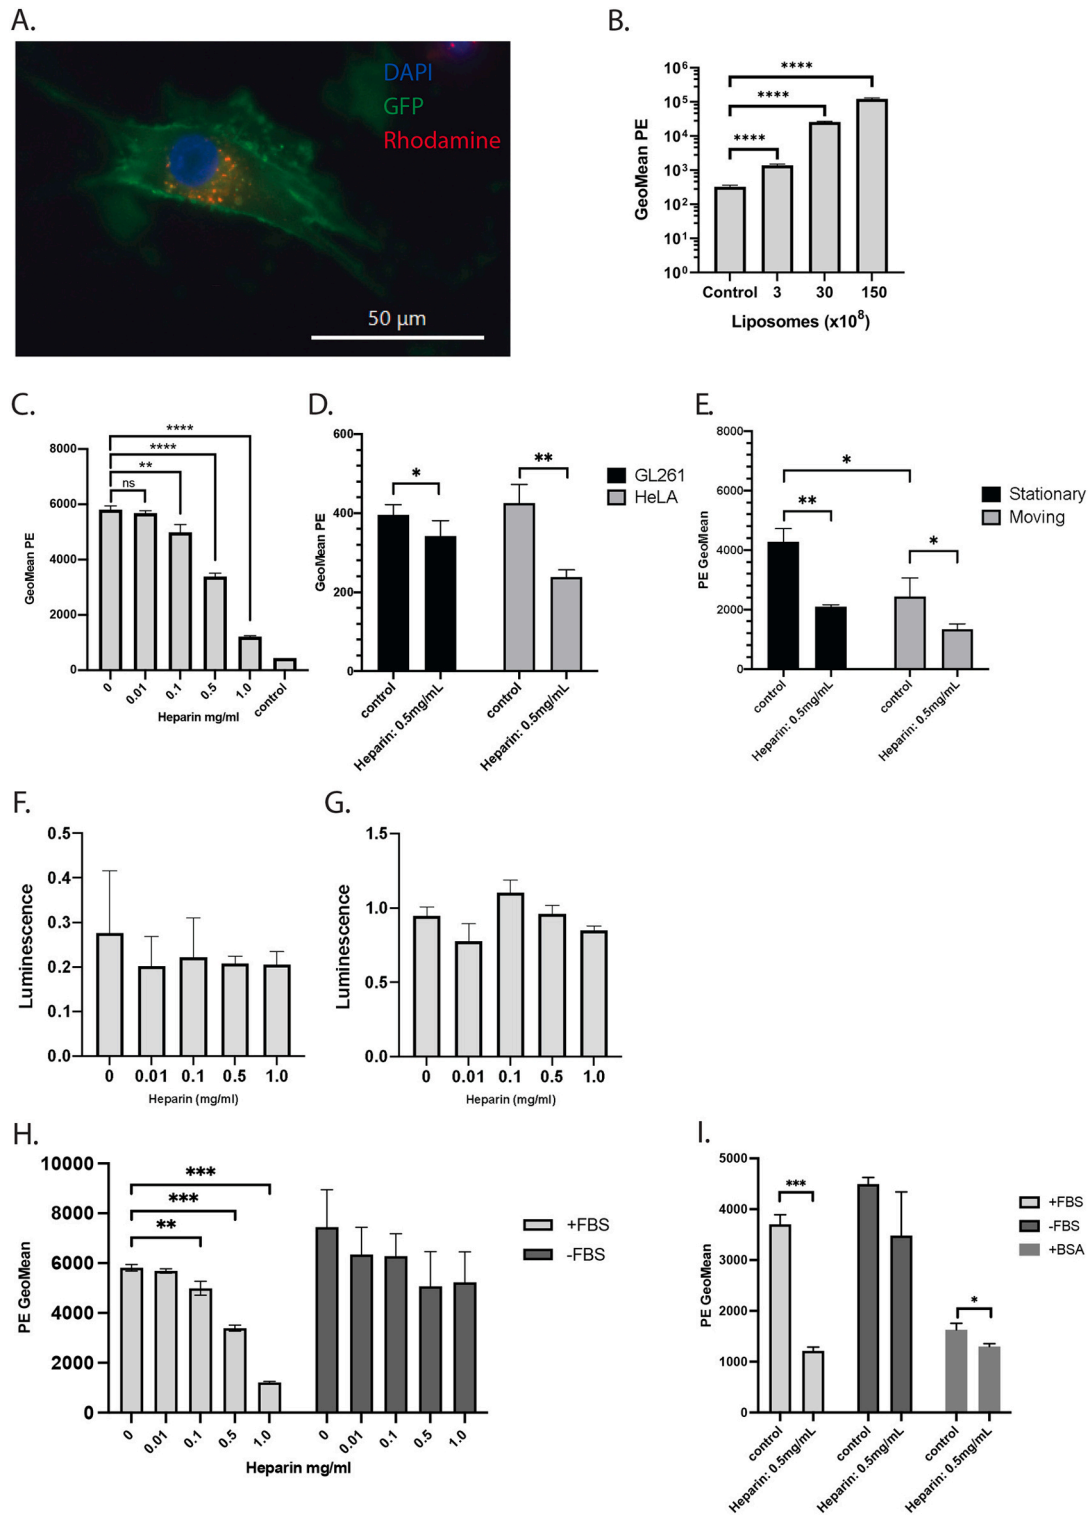 A.
DAPI
GFP
Rhodamine
50 μm
B.
GeoMean PE
10⁶
10⁵
10⁴
10³
10²
10¹
10⁰
****
****
****
Control 3 30 150
Liposomes (x10⁸)
C.
GeoMean PE
8000
6000
4000
2000
0
****
****
**
ns
0 0.01 0.1 0.5 1.0 control
Heparin mg/ml
D.
GeoMean PE
600
400
200
0
* **
control Heparin: 0.5mg/mL control Heparin: 0.5mg/mL
GL261
HeLA
E.
PE GeoMean
8000
6000
4000
2000
0
*
**
*
control Heparin: 0.5mg/mL control Heparin: 0.5mg/mL
Stationary
Moving
F.
Luminescence
0.5
0.4
0.3
0.2
0.1
0.0
0 0.01 0.1 0.5 1.0
Heparin (mg/ml)
G.
Luminescence
1.5
1.0
0.5
0.0
0 0.01 0.1 0.5 1.0
Heparin (mg/ml)
H.
PE GeoMean
10000
8000
6000
4000
2000
0
***
***
**
0 0.01 0.1 0.5 1.0 0 0.01 0.1 0.5 1.0
Heparin mg/ml
+FBS
-FBS
I.
PE GeoMean
5000
4000
3000
2000
1000
0
***
*
control Heparin: 0.5mg/mL control Heparin: 0.5mg/mL control Heparin: 0.5mg/mL
+FBS
-FBS
+BSA